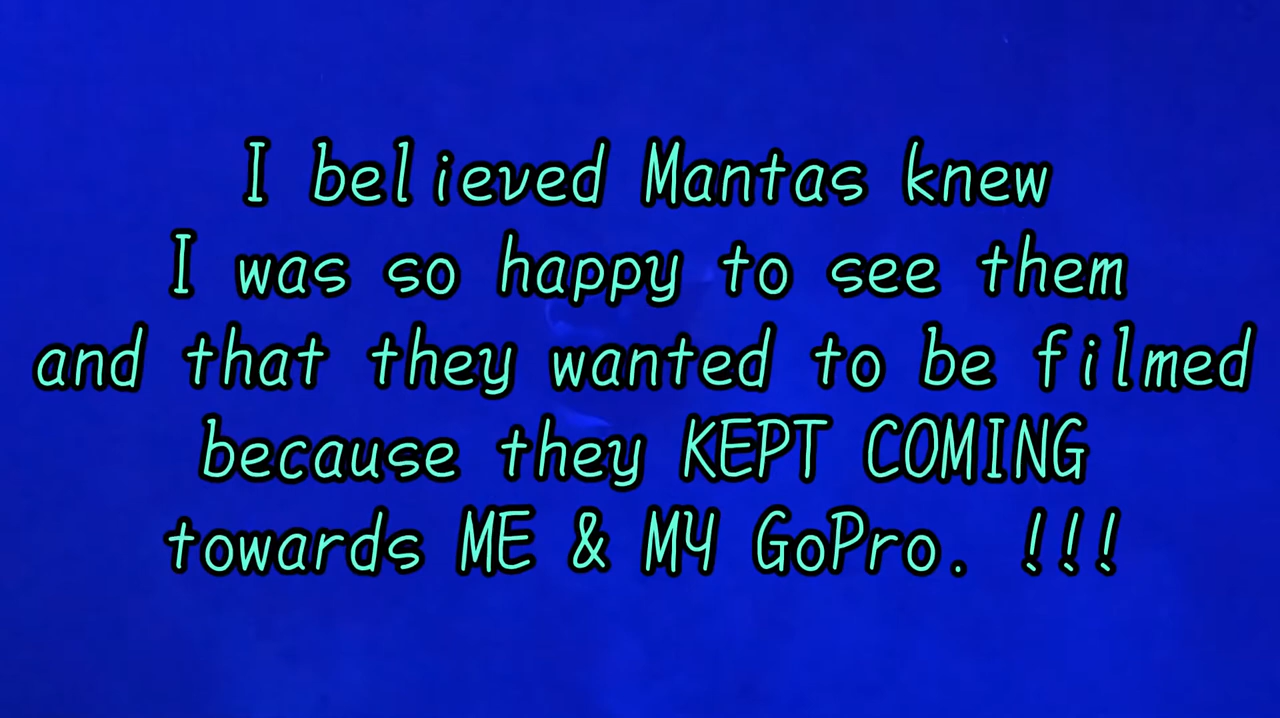 I believed Mantas knew
I was so happy to see them
and that they wanted to be filmed
because they KEPT COMING
towards ME & MY GoPro. !!!